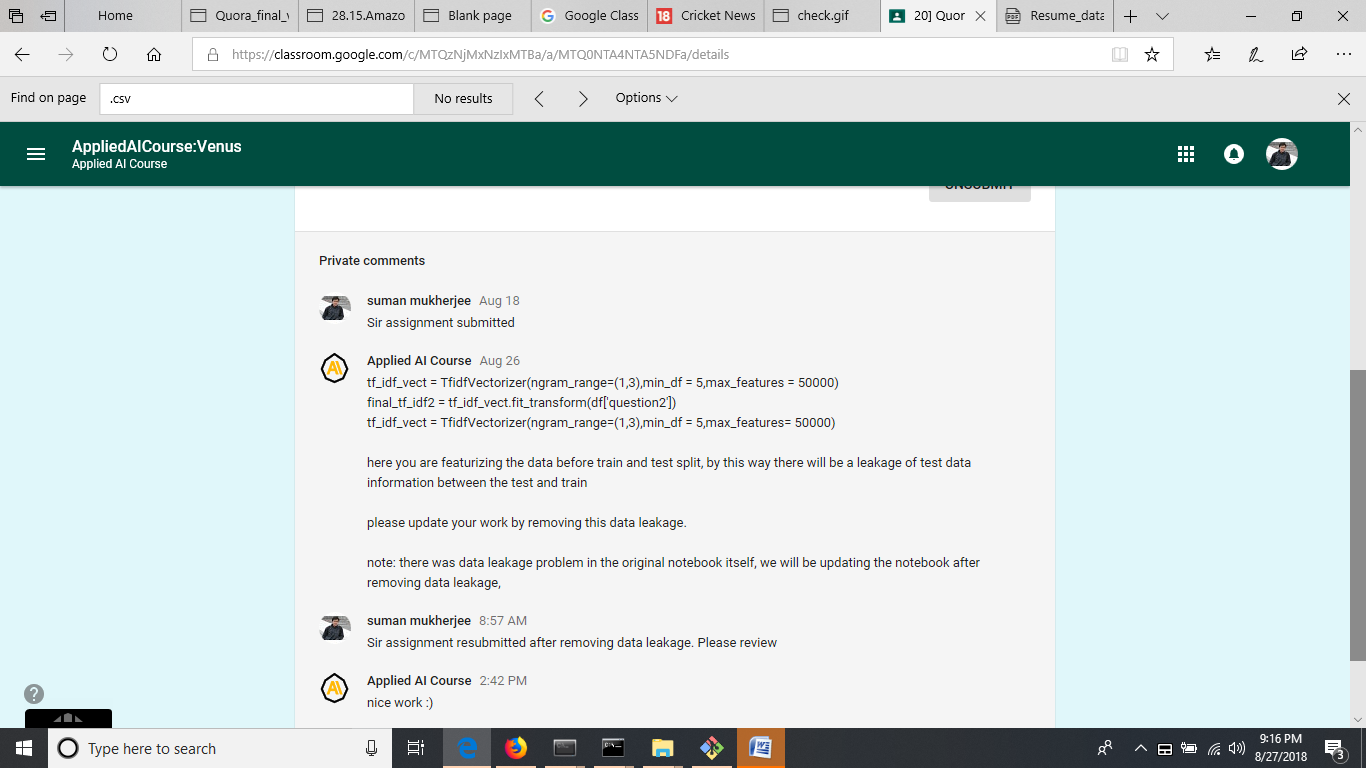 Home
Quora_final_\
28.15.Amazo
Blank page
Google Class
18 Cricket News
check.gif
20] Quor
PDF Resume_data
https://classroom.google.com/c/MTQzNjMxNzIxMTBa/a/MTQ0NTA4NTA5NDFa/details
Find on page .csv No results Options
AppliedAICourse:Venus
Applied AI Course
UNSUBMIT
Private comments
suman mukherjee Aug 18
Sir assignment submitted
Applied AI Course Aug 26
tf_idf_vect = TfidfVectorizer(ngram_range=(1,3),min_df = 5,max_features = 50000)
final_tf_idf2 = tf_idf_vect.fit_transform(df['question2'])
tf_idf_vect = TfidfVectorizer(ngram_range=(1,3),min_df = 5,max_features= 50000)
here you are featurizing the data before train and test split, by this way there will be a leakage of test data
information between the test and train
please update your work by removing this data leakage.
note: there was data leakage problem in the original notebook itself, we will be updating the notebook after
removing data leakage,
suman mukherjee 8:57 AM
Sir assignment resubmitted after removing data leakage. Please review
Applied AI Course 2:42 PM
nice work :)
?
Type here to search
9:16 PM
8/27/2018
3